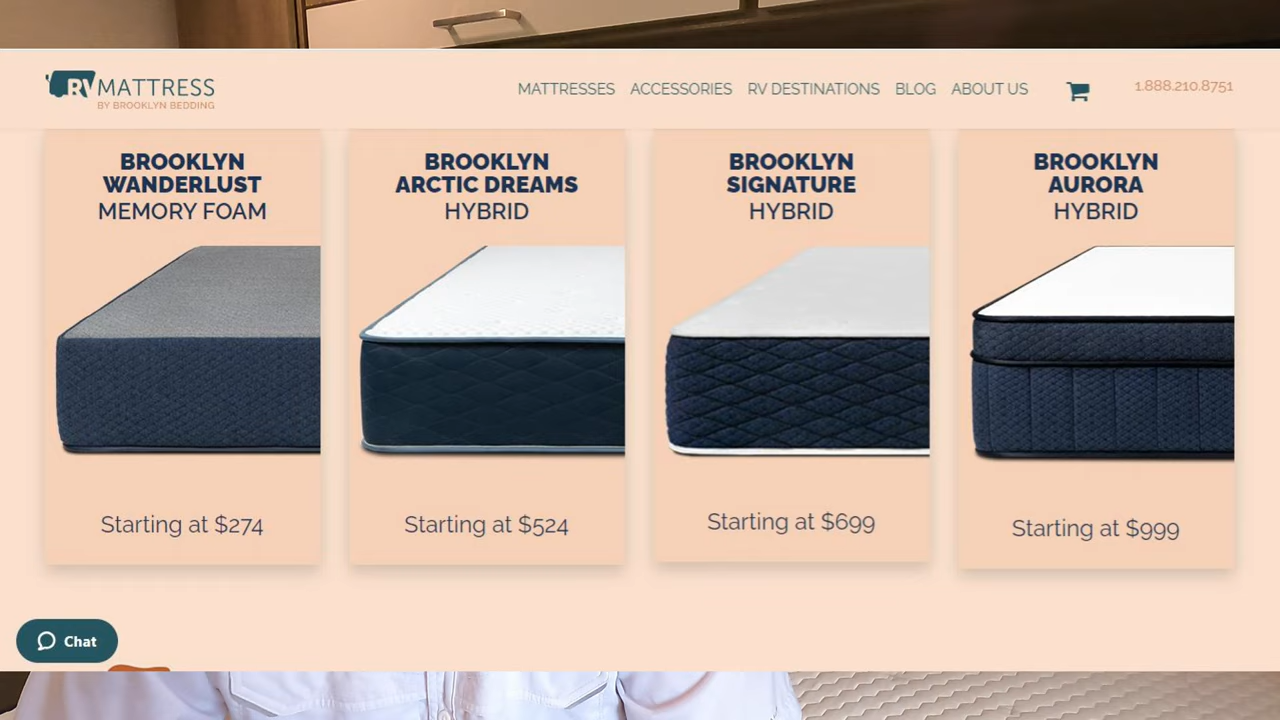 RV MATTRESS
BY BROOKLYN BEDDING
MATTRESSES ACCESSORIES RV DESTINATIONS BLOG ABOUT US 1.888.210.8751
BROOKLYN
WANDERLUST
MEMORY FOAM
Starting at $274
BROOKLYN
ARCTIC DREAMS
HYBRID
Starting at $524
BROOKLYN
SIGNATURE
HYBRID
Starting at $699
BROOKLYN
AURORA
HYBRID
Starting at $999
Chat